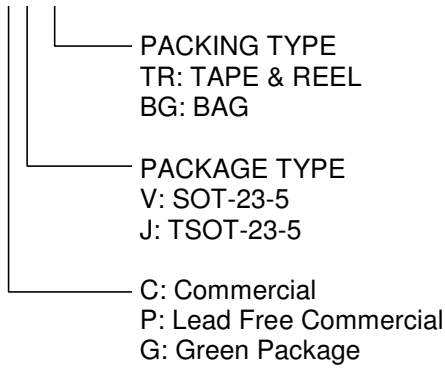 PACKING TYPE
TR: TAPE & REEL
BG: BAG
PACKAGE TYPE
V: SOT-23-5
J: TSOT-23-5
C: Commercial
P: Lead Free Commercial
G: Green Package